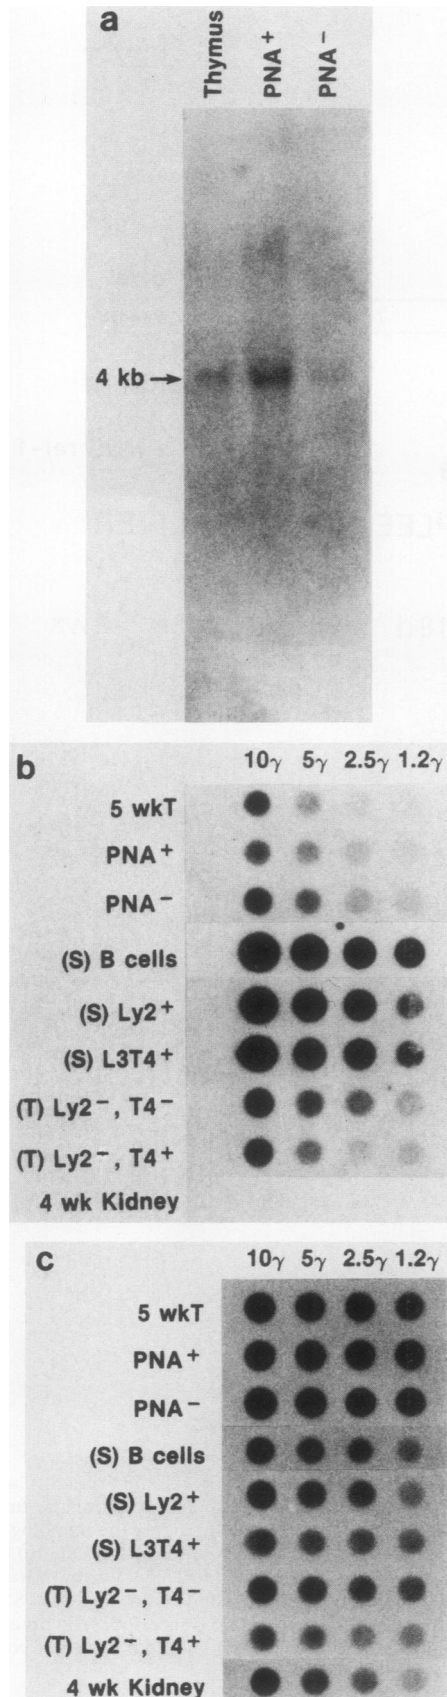 a
Thymus PNA+ PNA−
4 kb →
b
10γ 5γ 2.5γ 1.2γ
5 wkT
PNA+
PNA−
(S) B cells
(S) Ly2+
(S) L3T4+
(T) Ly2−, T4−
(T) Ly2−, T4+
4 wk Kidney
c
10γ 5γ 2.5γ 1.2γ
5 wkT
PNA+
PNA−
(S) B cells
(S) Ly2+
(S) L3T4+
(T) Ly2−, T4−
(T) Ly2−, T4+
4 wk Kidney